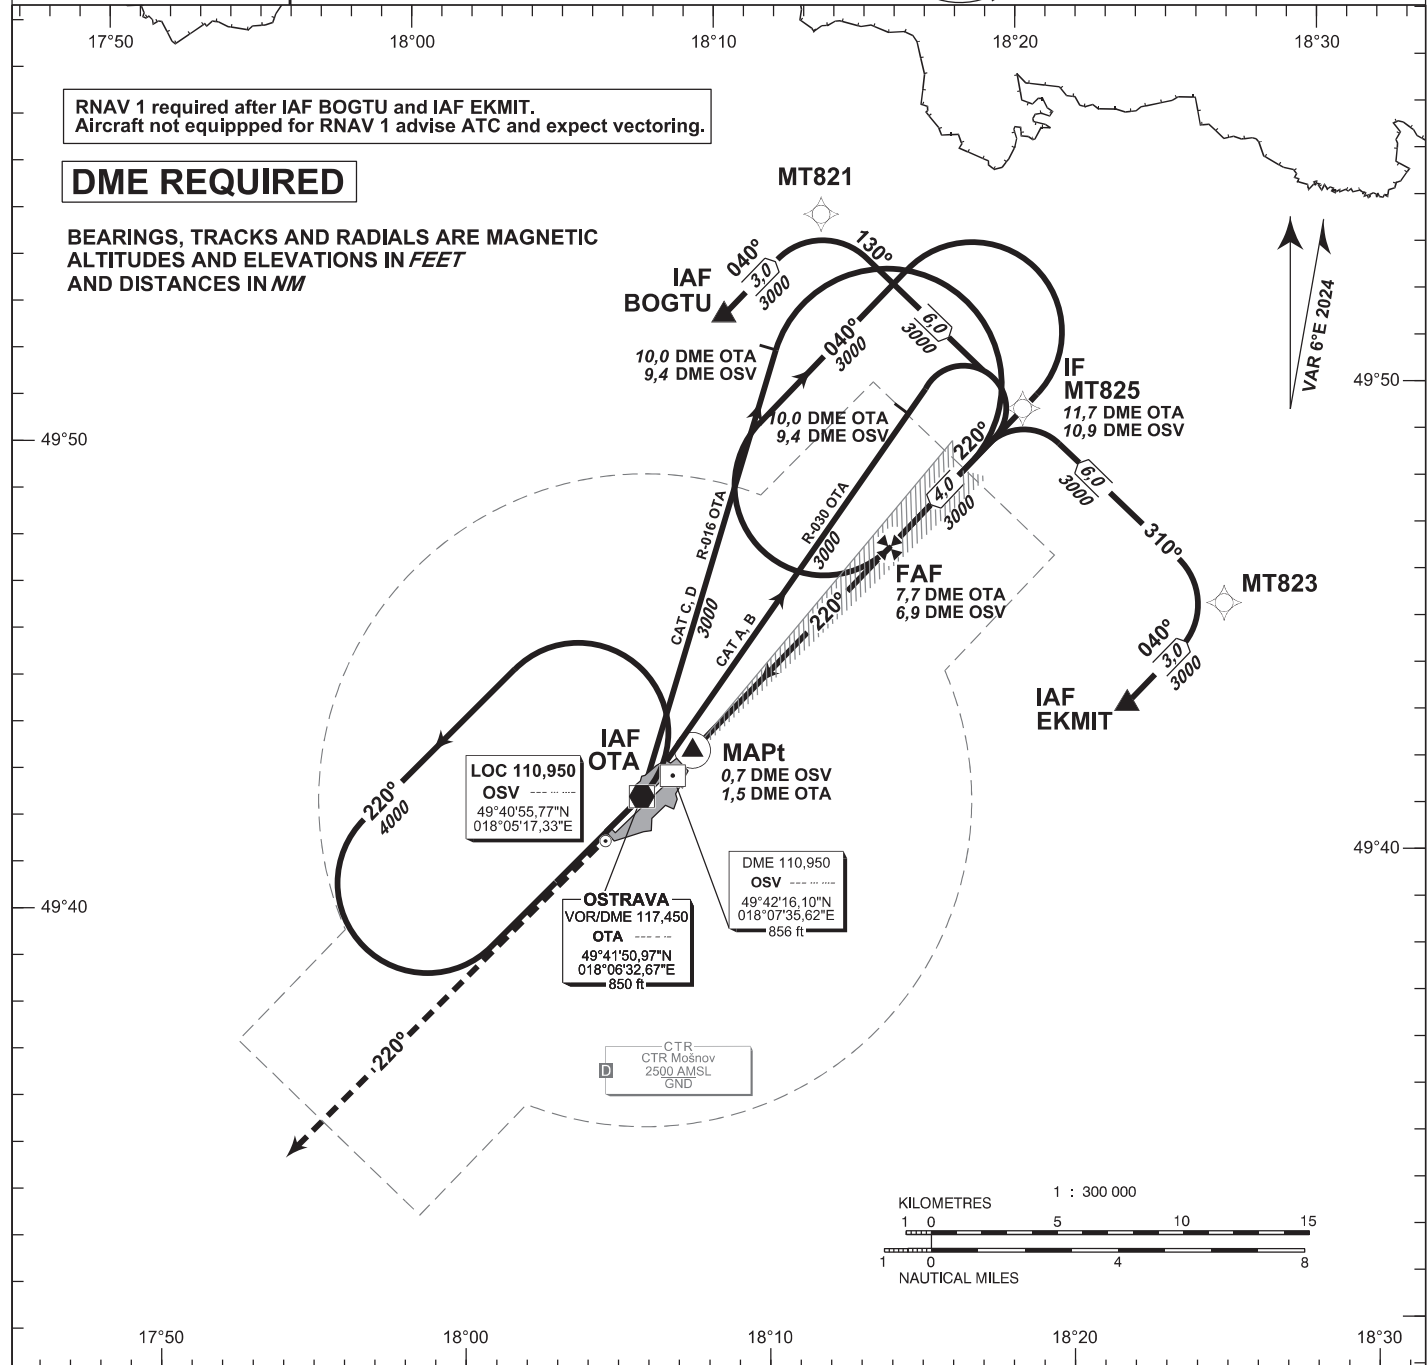 17°50
18°00
18°10
18°20
18°30
RNAV 1 required after IAF BOGTU and IAF EKMIT.
Aircraft not equippped for RNAV 1 advise ATC and expect vectoring.
DME REQUIRED
BEARINGS, TRACKS AND RADIALS ARE MAGNETIC
ALTITUDES AND ELEVATIONS IN FEET
AND DISTANCES IN NM
MT821
040°
3,0
3000
130°
IAF
BOGTU
6,0
3000
VAR 6°E 2024
040°
3000
10,0 DME OTA
9,4 DME OSV
IF
MT825
11,7 DME OTA
10,9 DME OSV
49°50
49°50
10,0 DME OTA
9,4 DME OSV
220°
4,0
3000
6,0
3000
310°
R-016 OTA
CAT C, D
3000
R-030 OTA
3000
CAT A, B
FAF
7,7 DME OTA
6,9 DME OSV
220°
MT823
040°
3,0
3000
IAF
EKMIT
IAF
OTA
MAPt
0,7 DME OSV
1,5 DME OTA
LOC 110,950
OSV --- ··· ···-
49°40'55,77"N
018°05'17,33"E
220°
4000
49°40
49°40
DME 110,950
OSV --- ··· ···-
49°42'16,10"N
018°07'35,62"E
856 ft
OSTRAVA
VOR/DME 117,450
OTA --- - ·-
49°41'50,97"N
018°06'32,67"E
850 ft
220°
CTR
D
CTR Mošnov
2500 AMSL
GND
1 : 300 000
KILOMETRES
1 0 5 10 15
1 0 4 8
NAUTICAL MILES
17°50
18°00
18°10
18°20
18°30